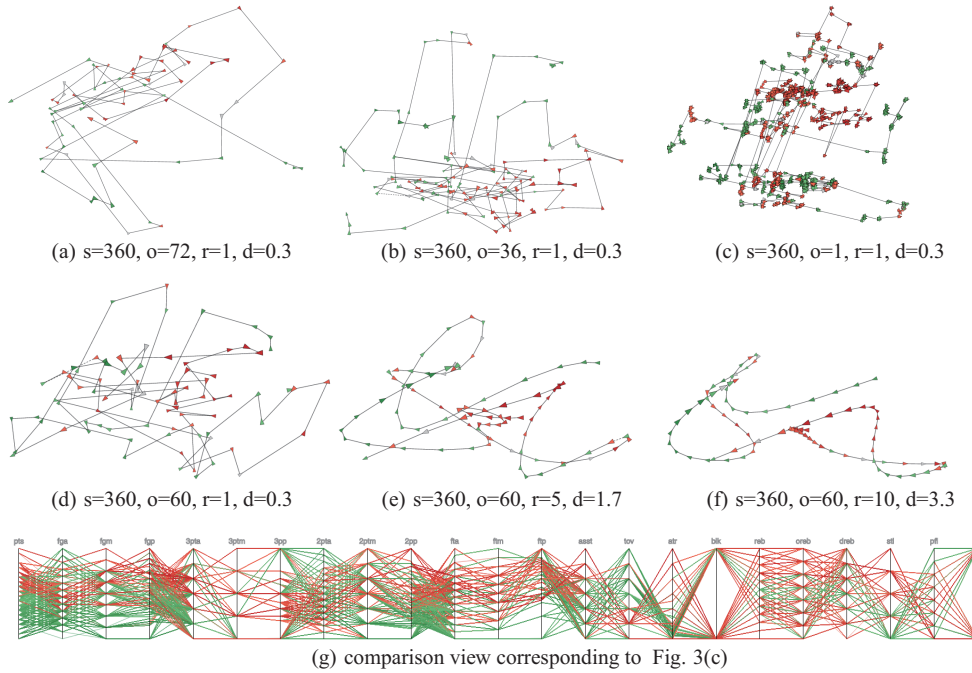 (a) s=360, o=72, r=1, d=0.3
(b) s=360, o=36, r=1, d=0.3
(c) s=360, o=1, r=1, d=0.3
(d) s=360, o=60, r=1, d=0.3
(e) s=360, o=60, r=5, d=1.7
(f) s=360, o=60, r=10, d=3.3
pts fga fgm fgp 3pta 3ptm 3pp 2pta 2ptm 2pp fta ftm ftp asst tov atr blk reb oreb dreb stl pfl
(g) comparison view corresponding to Fig. 3(c)